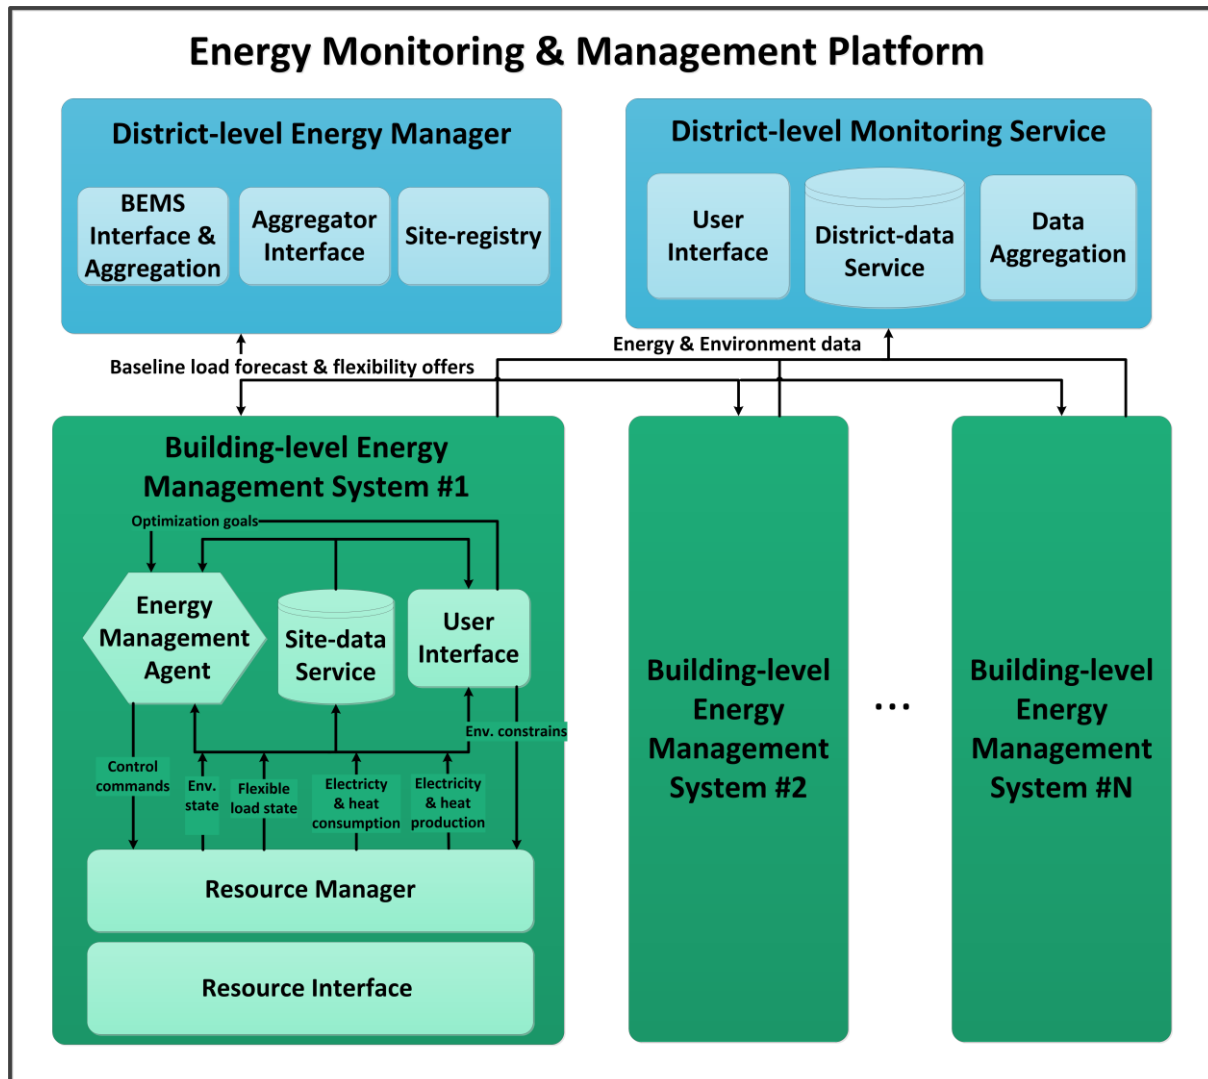 Energy Monitoring & Management Platform
District-level Energy Manager
BEMS
Interface &
Aggregation
Aggregator
Interface
Site-registry
District-level Monitoring Service
User
Interface
District-data
Service
Data
Aggregation
Baseline load forecast & flexibility offers
Energy & Environment data
Building-level Energy
Management System #1
Optimization goals
Energy
Management
Agent
Site-data
Service
User
Interface
Env. constrains
Control
commands
Env.
state
Flexible
load state
Electricty
& heat
consumption
Electricity
& heat
production
Resource Manager
Resource Interface
Building-level
Energy
Management
System #2
...
Building-level
Energy
Management
System #N